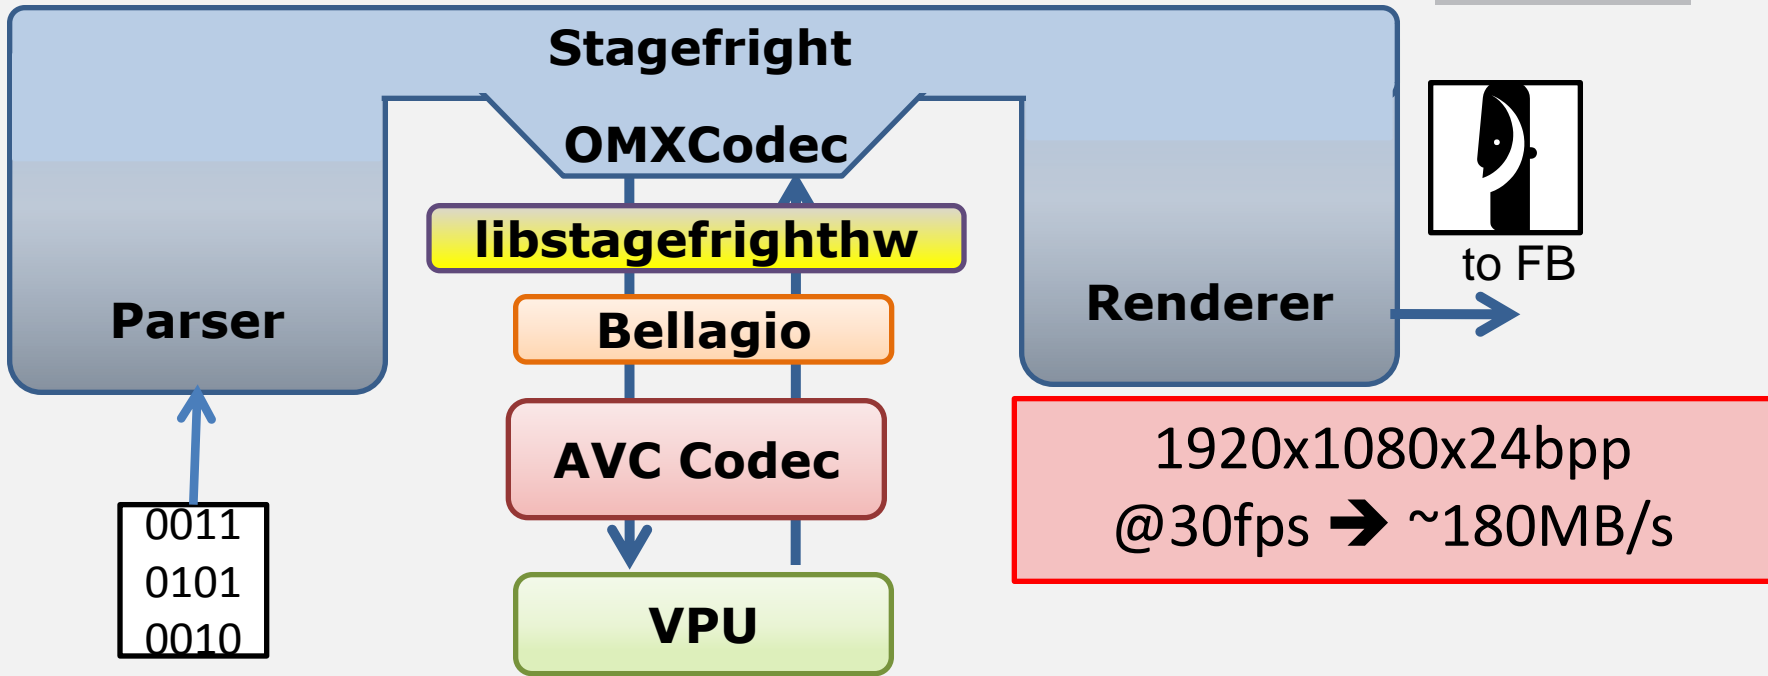 Stagefright
OMXCodec
libstagefrighthw
Parser
Bellagio
Renderer
to FB
AVC Codec
1920x1080x24bpp
@30fps ➔ ~180MB/s
0011
0101
0010
VPU